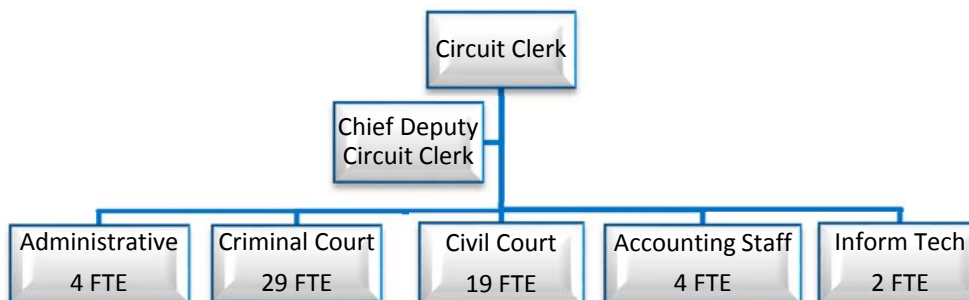 Circuit Clerk
Chief Deputy
Circuit Clerk
Administrative
4 FTE
Criminal Court
29 FTE
Civil Court
19 FTE
Accounting Staff
4 FTE
Inform Tech
2 FTE